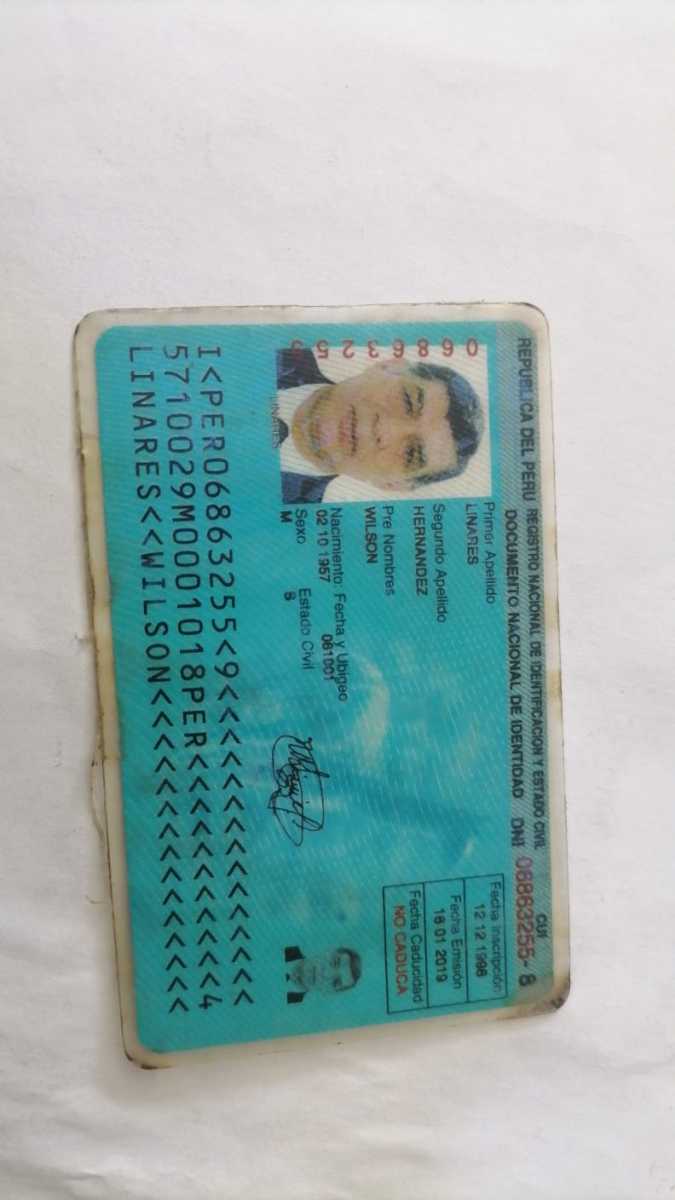 REPUBLICA DEL PERU REGISTRO NACIONAL DE IDENTIFICACION Y ESTADO CIVIL
DOCUMENTO NACIONAL DE IDENTIDAD DNI 06863255-8
CUI
Primer Apellido
LINARES
Segundo Apellido
HERNANDEZ
Pre Nombres
WILSON
Nacimiento: Fecha y Ubigeo
02 10 1957 061001
Sexo Estado Civil
M
Fecha Inscripción
12 12 1996
Fecha Emisión
16 01 2019
Fecha Caducidad
NO CADUCA
LINARES
I<PER06863255<9<<<<<<<<<<<<<<<
5710029M0001018PER<<<<<<<<<<<4
LINARES<<WILSON<<<<<<<<<<<<<<<